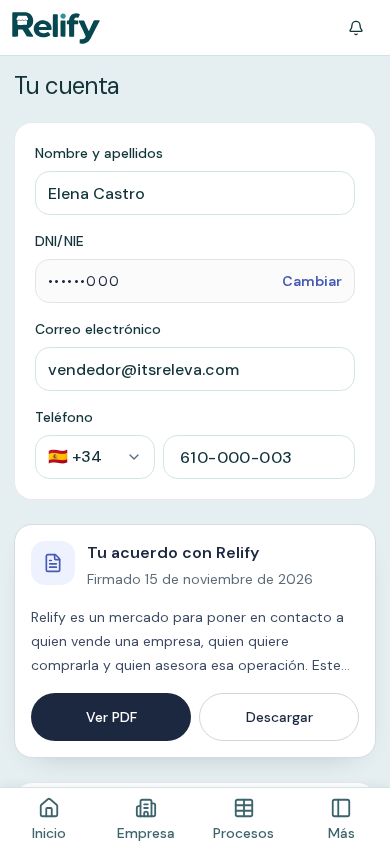 Relify
Tu cuenta
Nombre y apellidos
Elena Castro
DNI/NIE
••••••000
Cambiar
Correo electrónico
vendedor@itsreleva.com
Teléfono
🇪🇸 +34
610-000-003
Tu acuerdo con Relify
Firmado 15 de noviembre de 2026
Relify es un mercado para poner en contacto a
quien vende una empresa, quien quiere
comprarla y quien asesora esa operación. Este...
Ver PDF
Descargar
Inicio
Empresa
Procesos
Más